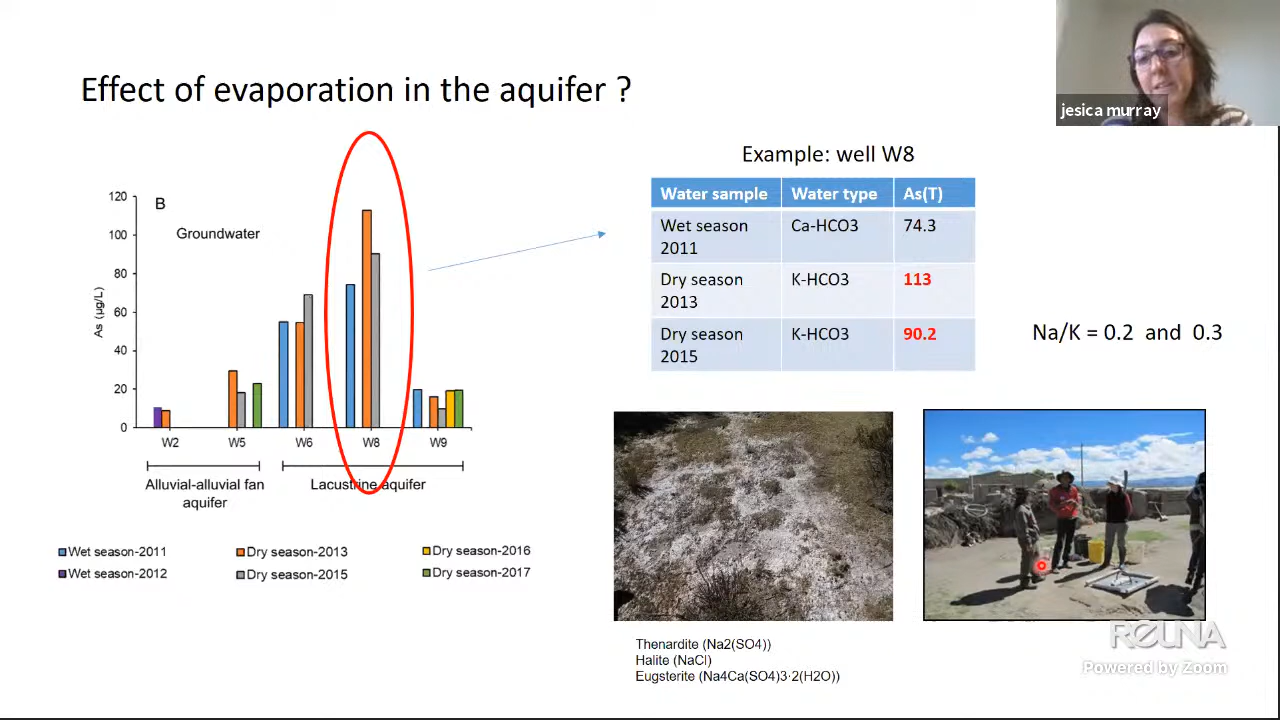 Effect of evaporation in the aquifer ?
jesica murray
B
Groundwater
As (µg/L)
120
100
80
60
40
20
0
W2
W5
W6
W8
W9
Alluvial-alluvial fan
aquifer
Lacustrine aquifer
Wet season-2011
Dry season-2013
Dry season-2016
Wet season-2012
Dry season-2015
Dry season-2017
Example: well W8
Water sample Water type As(T)
Wet season
2011
Ca-HCO3 74.3
Dry season
2013
K-HCO3 113
Dry season
2015
K-HCO3 90.2
Na/K = 0.2 and 0.3
Thenardite (Na2(SO4))
Halite (NaCl)
Eugsterite (Na4Ca(SO4)3·2(H2O))
REUNA
Powered by Zoom